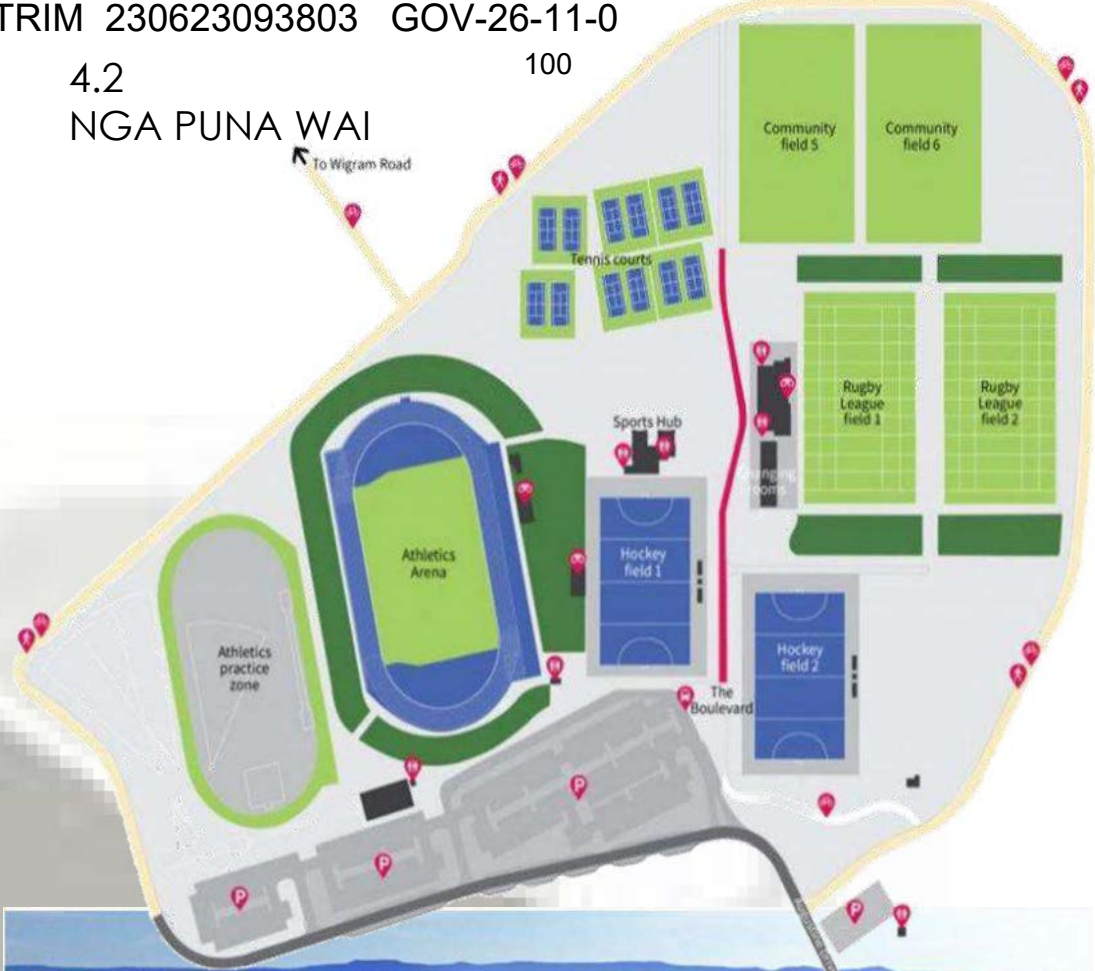 TRIM 230623093803 GOV-26-11-0
100
4.2
NGA PUNA WAI
To Wigram Road
Community
field 5
Community
field 6
Tennis courts
Rugby
League
field 1
Rugby
League
field 2
Sports Hub
Changing
rooms
Athletics
Arena
Hockey
field 1
Athletics
practice
zone
Hockey
field 2
The
Boulevard
P
P
P
P